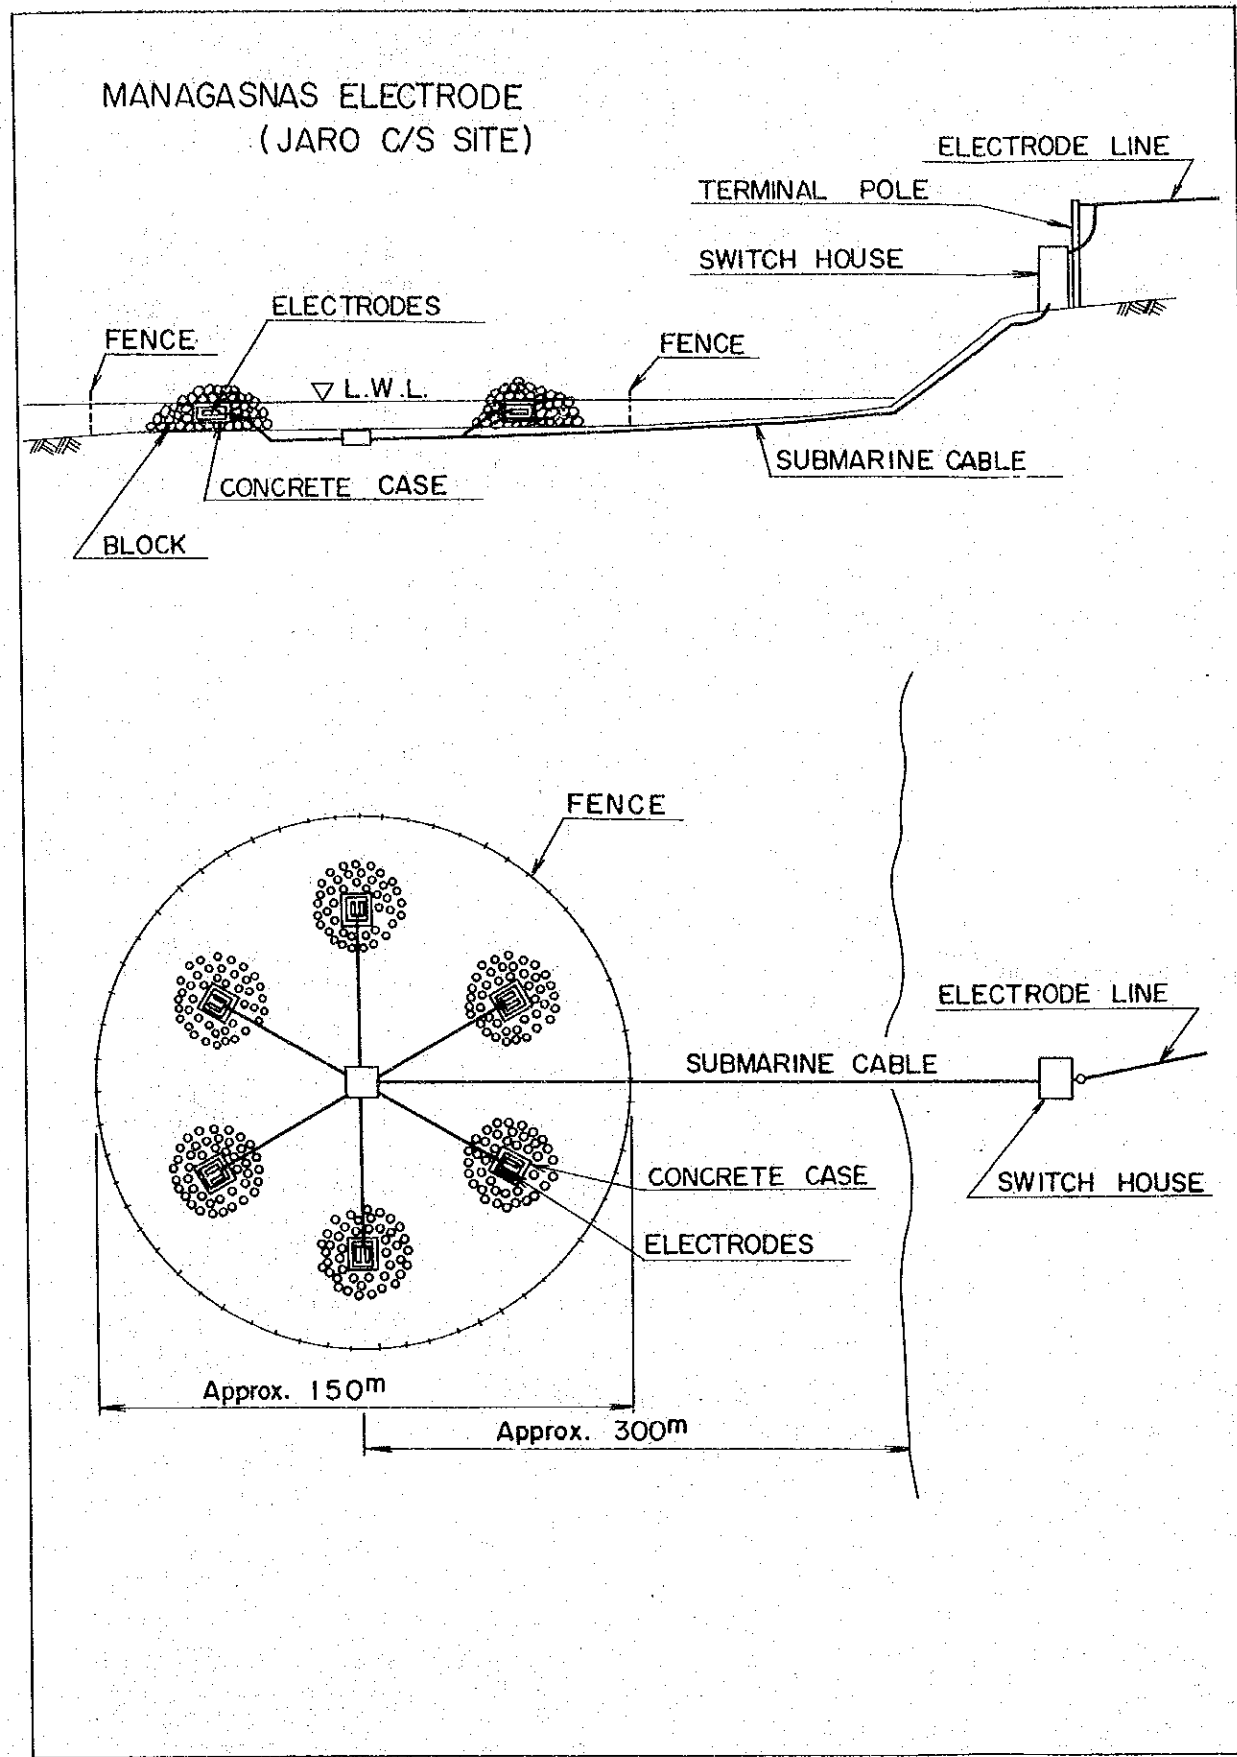 MANAGASNAS ELECTRODE
(JARO C/S SITE)
ELECTRODE LINE
TERMINAL POLE
SWITCH HOUSE
ELECTRODES
FENCE
FENCE
L.W.L.
SUBMARINE CABLE
CONCRETE CASE
BLOCK
FENCE
ELECTRODE LINE
SUBMARINE CABLE
CONCRETE CASE
SWITCH HOUSE
ELECTRODES
Approx. 150m
Approx. 300m